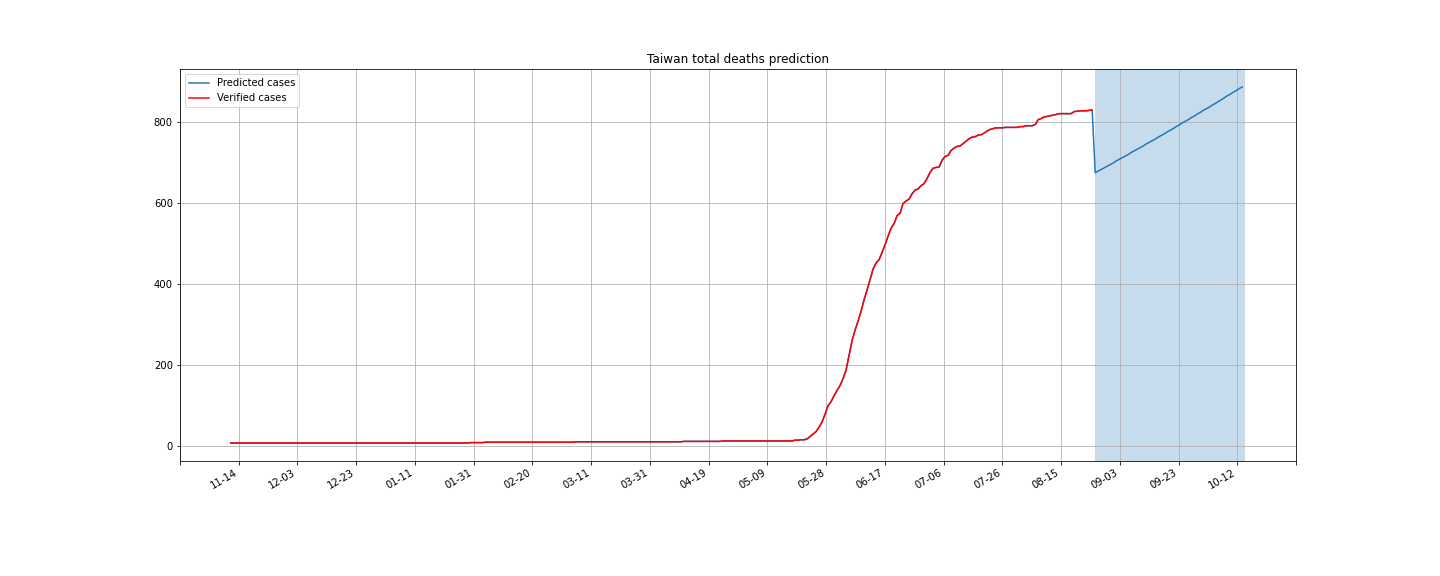 Taiwan total deaths prediction
Predicted cases
Verified cases
800
600
400
200
0
11-14 12-03 12-23 01-11 01-31 02-20 03-11 03-31 04-19 05-09 05-28 06-17 07-06 07-26 08-15 09-03 09-23 10-12